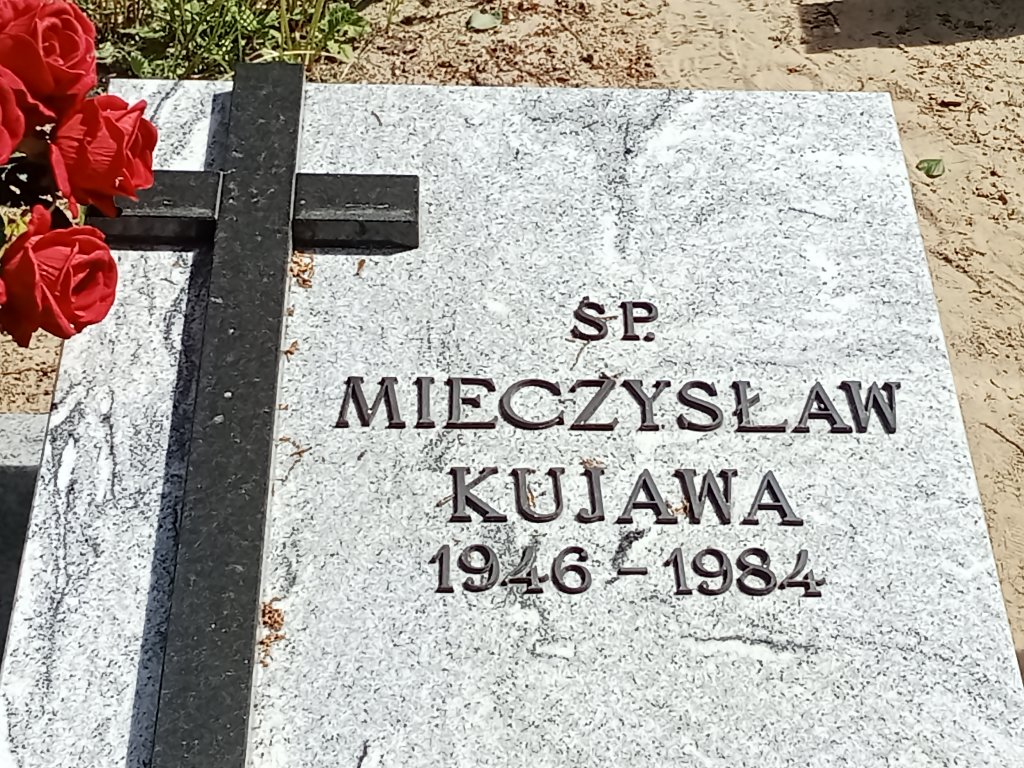 ŚP.
MIECZYSŁAW
KUJAWA
1946-1984